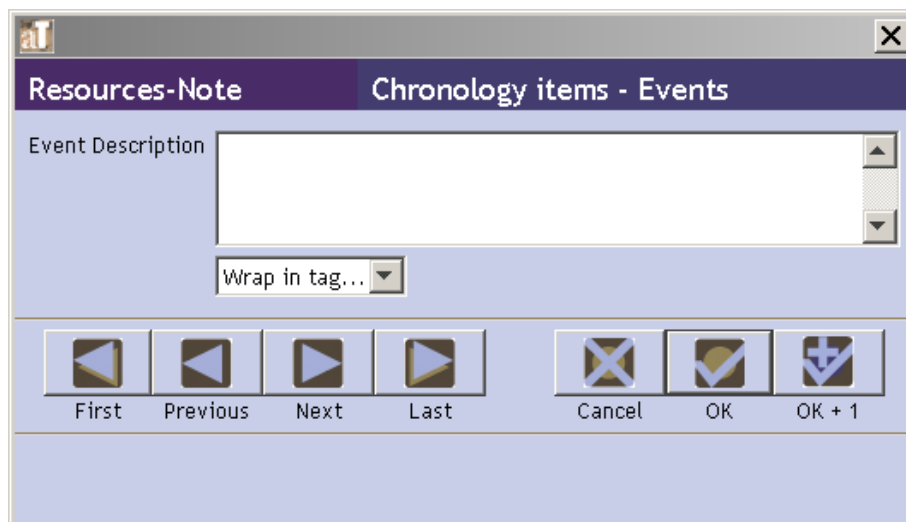 aT
Resources-Note Chronology items - Events
Event Description
Wrap in tag...
First Previous Next Last Cancel OK OK + 1